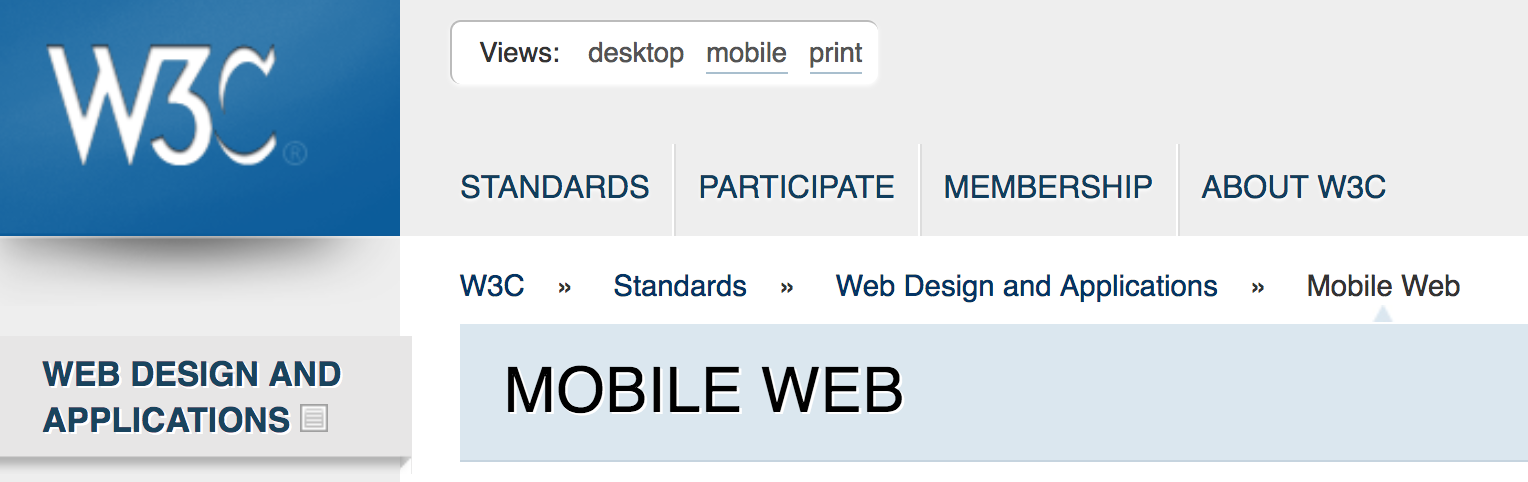 W3C®
Views: desktop mobile print
STANDARDS PARTICIPATE MEMBERSHIP ABOUT W3C
W3C » Standards » Web Design and Applications » Mobile Web
WEB DESIGN AND
APPLICATIONS
MOBILE WEB